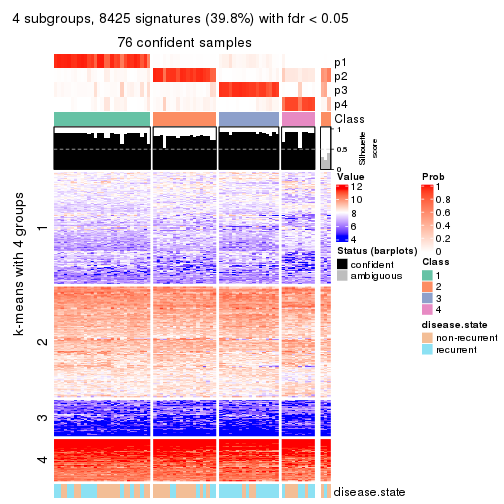 4 subgroups, 8425 signatures (39.8%) with fdr < 0.05
76 confident samples
p1
p2
p3
p4
Class
1
0.5
0
Silhouette
score
k-means with 4 groups
1
2
3
4
disease.state
Value
12
10
8
6
4
Status (barplots)
confident
ambiguous
Prob
1
0.8
0.6
0.4
0.2
0
Class
1
2
3
4
disease.state
non-recurrent
recurrent